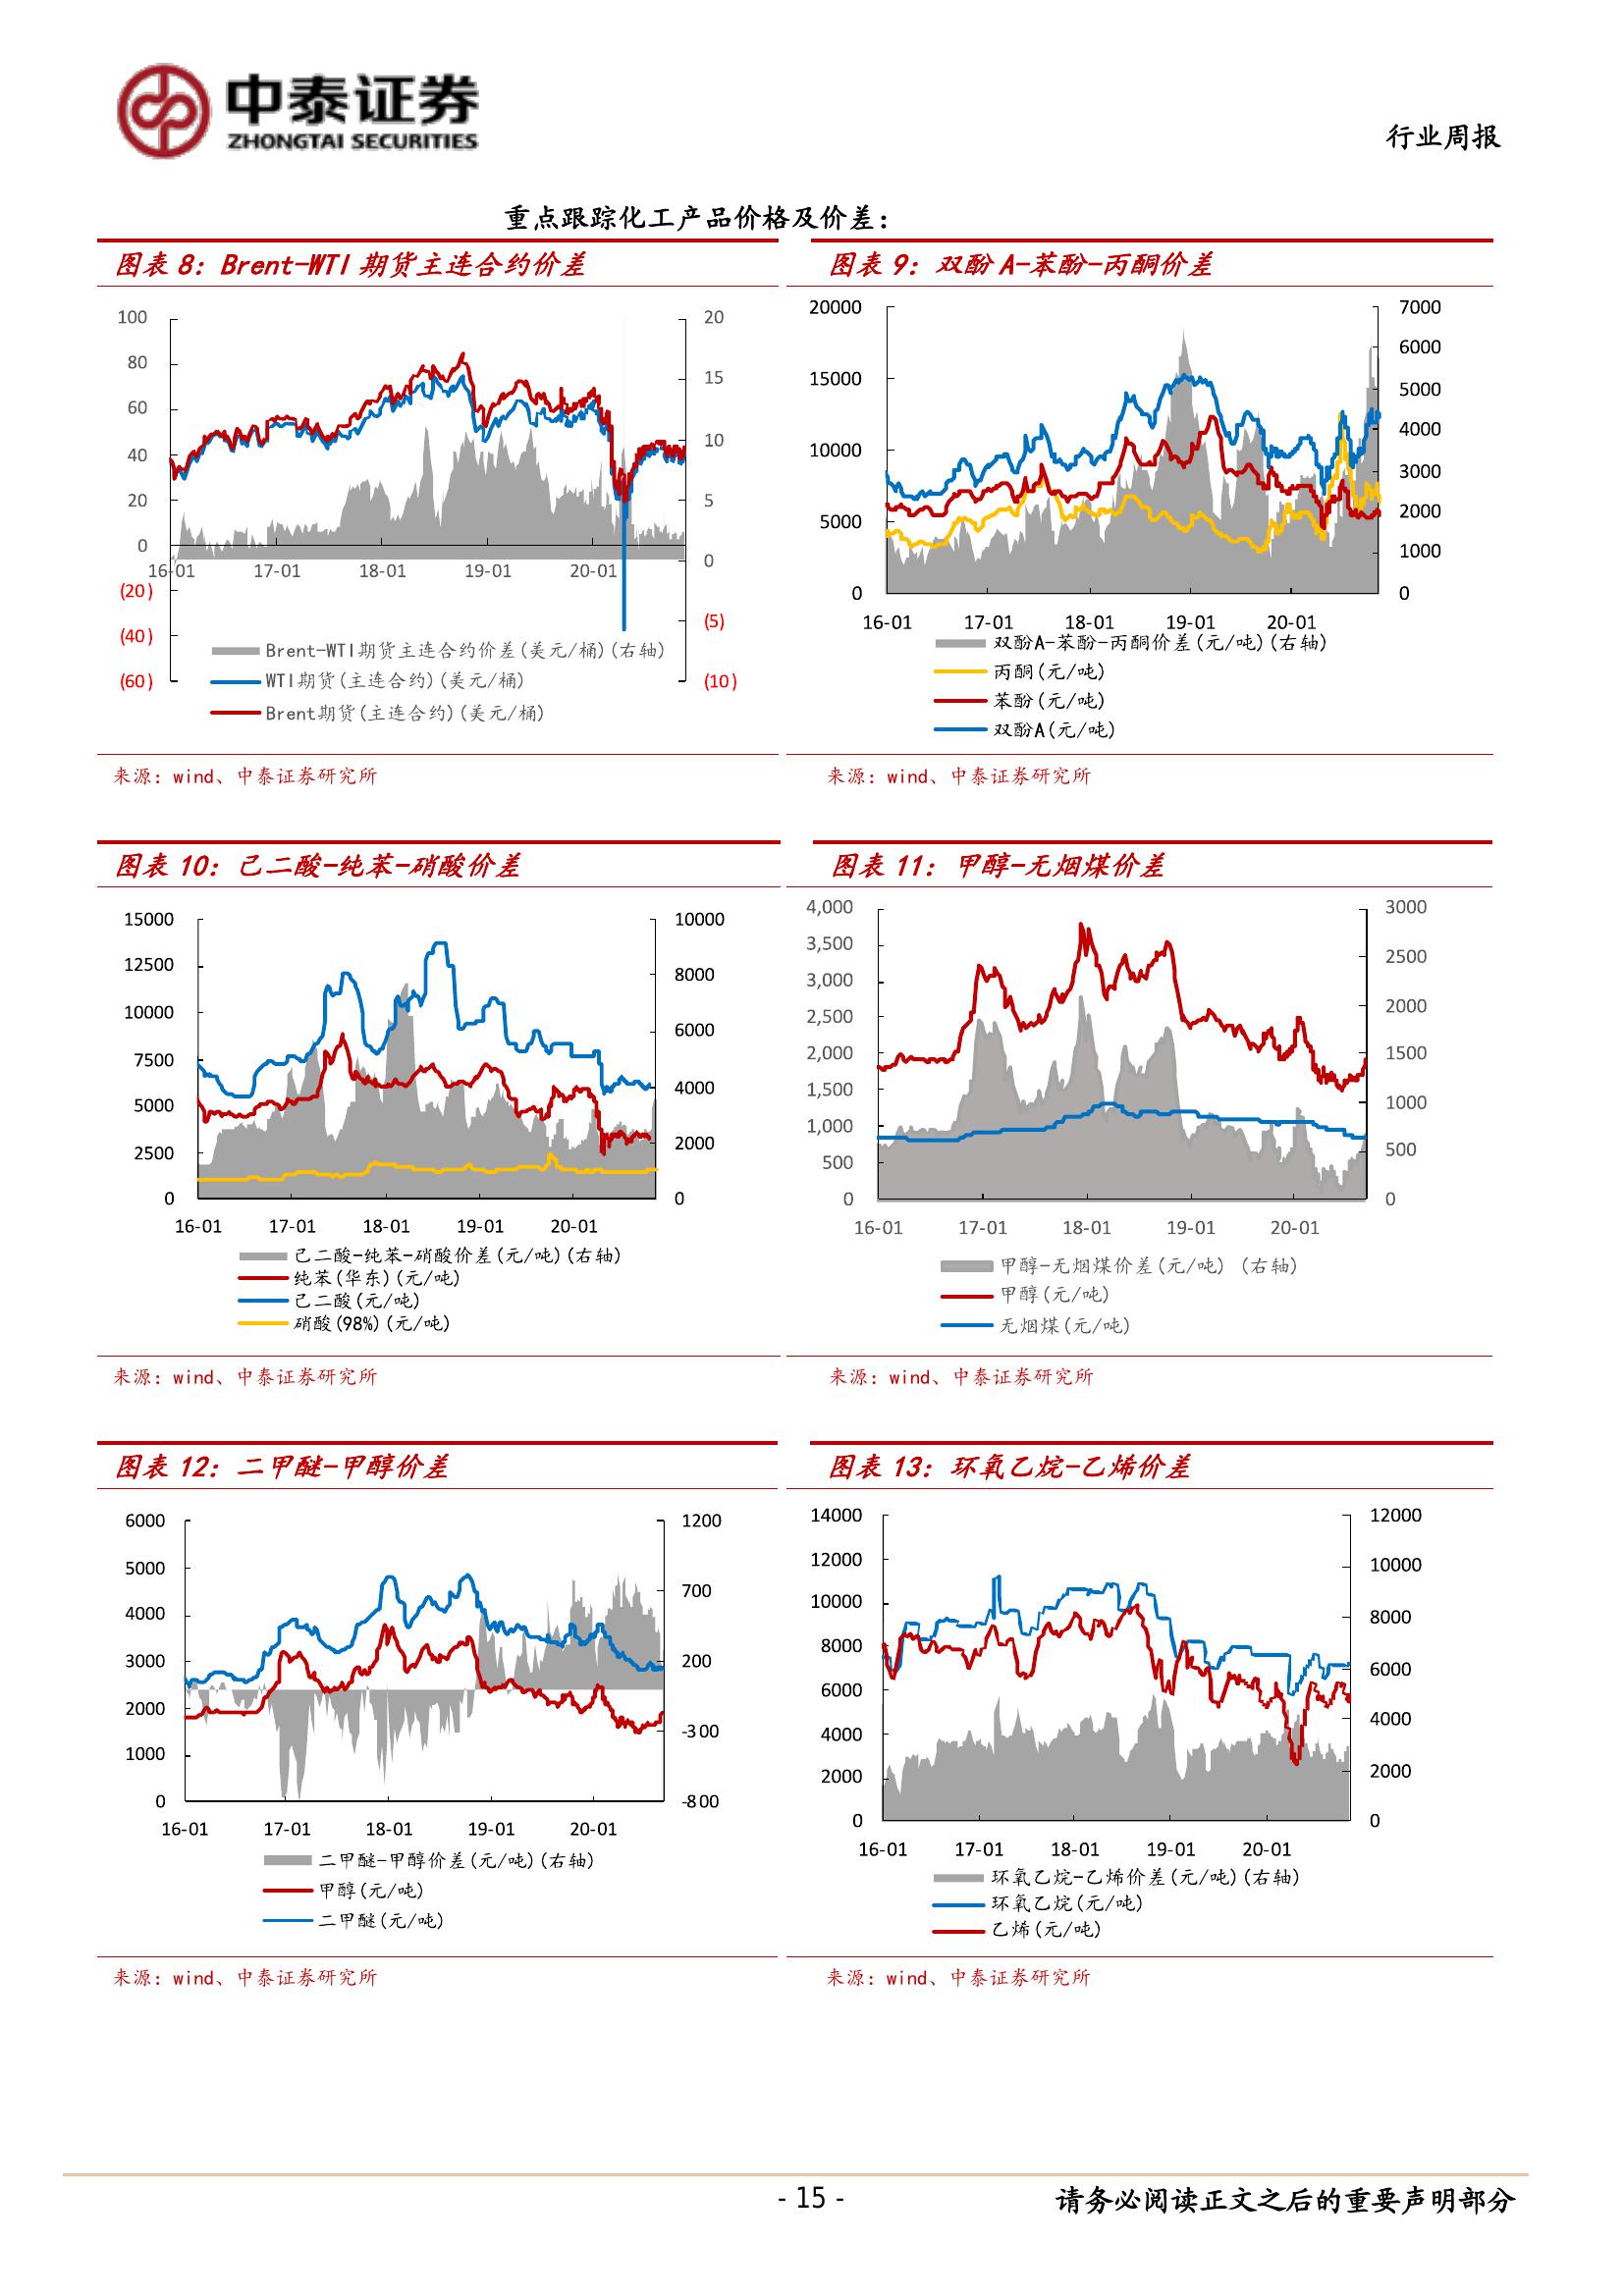 中泰证券
ZHONGTAI SECURITIES
行业周报
重点跟踪化工产品价格及价差：
图表 8：Brent-WTI 期货主连合约价差
100
80
60
40
20
0
(20)
(40)
(60)
20
15
10
5
0
(5)
(10)
16-01 17-01 18-01 19-01 20-01
Brent-WTI期货主连合约价差(美元/桶)(右轴)
WTI期货(主连合约)(美元/桶)
Brent期货(主连合约)(美元/桶)
来源：wind、中泰证券研究所
图表 9：双酚 A-苯酚-丙酮价差
20000
15000
10000
5000
0
7000
6000
5000
4000
3000
2000
1000
0
16-01 17-01 18-01 19-01 20-01
双酚A-苯酚-丙酮价差(元/吨)(右轴)
丙酮(元/吨)
苯酚(元/吨)
双酚A(元/吨)
来源：wind、中泰证券研究所
图表 10：己二酸-纯苯-硝酸价差
15000
12500
10000
7500
5000
2500
0
10000
8000
6000
4000
2000
0
16-01 17-01 18-01 19-01 20-01
己二酸-纯苯-硝酸价差(元/吨)(右轴)
纯苯(华东)(元/吨)
己二酸(元/吨)
硝酸(98%)(元/吨)
来源：wind、中泰证券研究所
图表 11：甲醇-无烟煤价差
4,000
3,500
3,000
2,500
2,000
1,500
1,000
500
0
3000
2500
2000
1500
1000
500
0
16-01 17-01 18-01 19-01 20-01
甲醇-无烟煤价差(元/吨) (右轴)
甲醇(元/吨)
无烟煤(元/吨)
来源：wind、中泰证券研究所
图表 12：二甲醚-甲醇价差
6000
5000
4000
3000
2000
1000
0
1200
700
200
-300
-800
16-01 17-01 18-01 19-01 20-01
二甲醚-甲醇价差(元/吨)(右轴)
甲醇(元/吨)
二甲醚(元/吨)
来源：wind、中泰证券研究所
图表 13：环氧乙烷-乙烯价差
14000
12000
10000
8000
6000
4000
2000
0
12000
10000
8000
6000
4000
2000
0
16-01 17-01 18-01 19-01 20-01
环氧乙烷-乙烯价差(元/吨)(右轴)
环氧乙烷(元/吨)
乙烯(元/吨)
来源：wind、中泰证券研究所
- 15 -
请务必阅读正文之后的重要声明部分